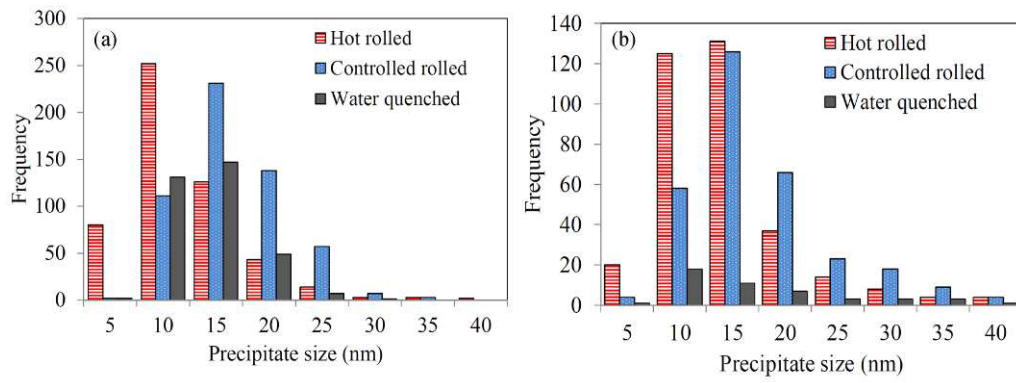 (a)
Hot rolled
Controlled rolled
Water quenched
Frequency
300
250
200
150
100
50
0
5 10 15 20 25 30 35 40
Precipitate size (nm)
(b)
Hot rolled
Controlled rolled
Water quenched
Frequency
140
120
100
80
60
40
20
0
5 10 15 20 25 30 35 40
Precipitate size (nm)